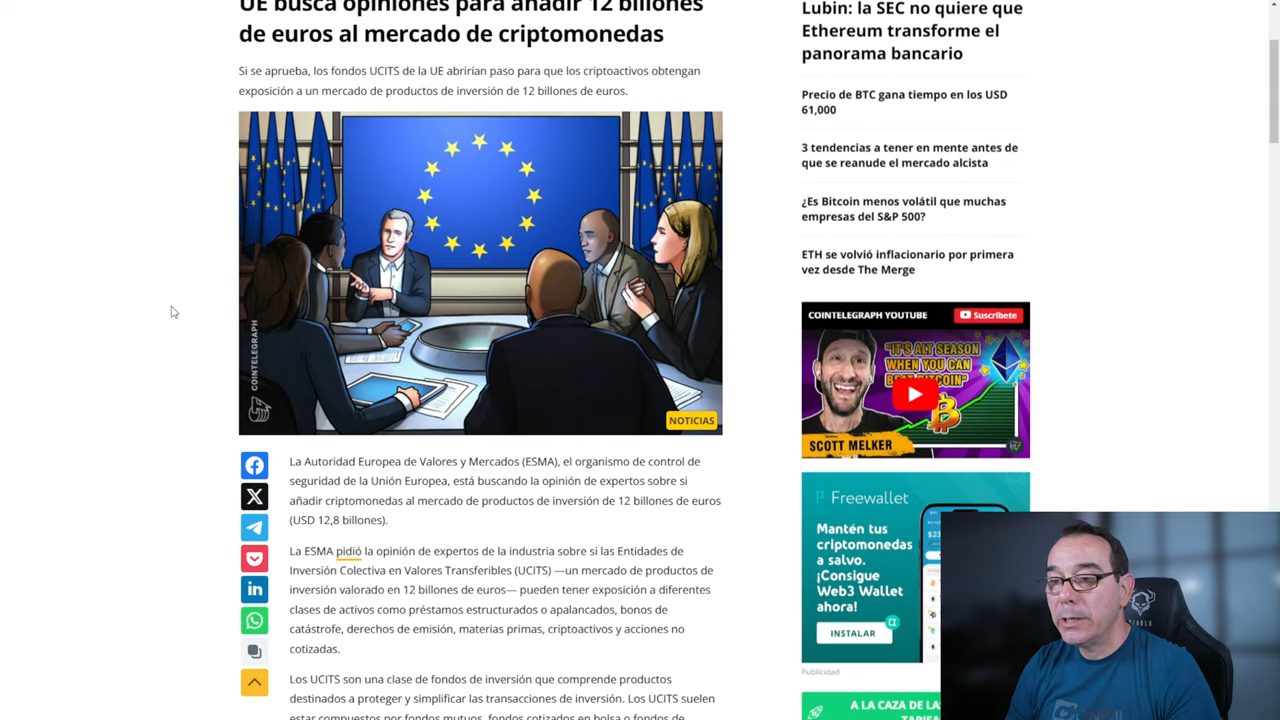 UE busca opiniones para añadir 12 billones
de euros al mercado de criptomonedas
Si se aprueba, los fondos UCITS de la UE abrirían paso para que los criptoactivos obtengan
exposición a un mercado de productos de inversión de 12 billones de euros.
COINTELEGRAPH
NOTICIAS
La Autoridad Europea de Valores y Mercados (ESMA), el organismo de control de
seguridad de la Unión Europea, está buscando la opinión de expertos sobre si
añadir criptomonedas al mercado de productos de inversión de 12 billones de euros
(USD 12,8 billones).
La ESMA pidió la opinión de expertos de la industria sobre si las Entidades de
Inversión Colectiva en Valores Transferibles (UCITS) —un mercado de productos de
inversión valorado en 12 billones de euros— pueden tener exposición a diferentes
clases de activos como préstamos estructurados o apalancados, bonos de
catástrofe, derechos de emisión, materias primas, criptoactivos y acciones no
cotizadas.
Los UCITS son una clase de fondos de inversión que comprende productos
destinados a proteger y simplificar las transacciones de inversión. Los UCITS suelen
estar compuestos por fondos mutuos, fondos cotizados en bolsa o fondos de
Lubin: la SEC no quiere que
Ethereum transforme el
panorama bancario
Precio de BTC gana tiempo en los USD
61,000
3 tendencias a tener en mente antes de
que se reanude el mercado alcista
¿Es Bitcoin menos volátil que muchas
empresas del S&P 500?
ETH se volvió inflacionario por primera
vez desde The Merge
COINTELEGRAPH YOUTUBE
Suscríbete
"IT'S ALT SEASON
WHEN YOU CAN
BEAT BITCOIN"
SCOTT MELKER
Freewallet
Mantén tus
criptomonedas
a salvo.
¡Consigue
Web3 Wallet
ahora!
INSTALAR
Publicidad
A LA CAZA DE LAS